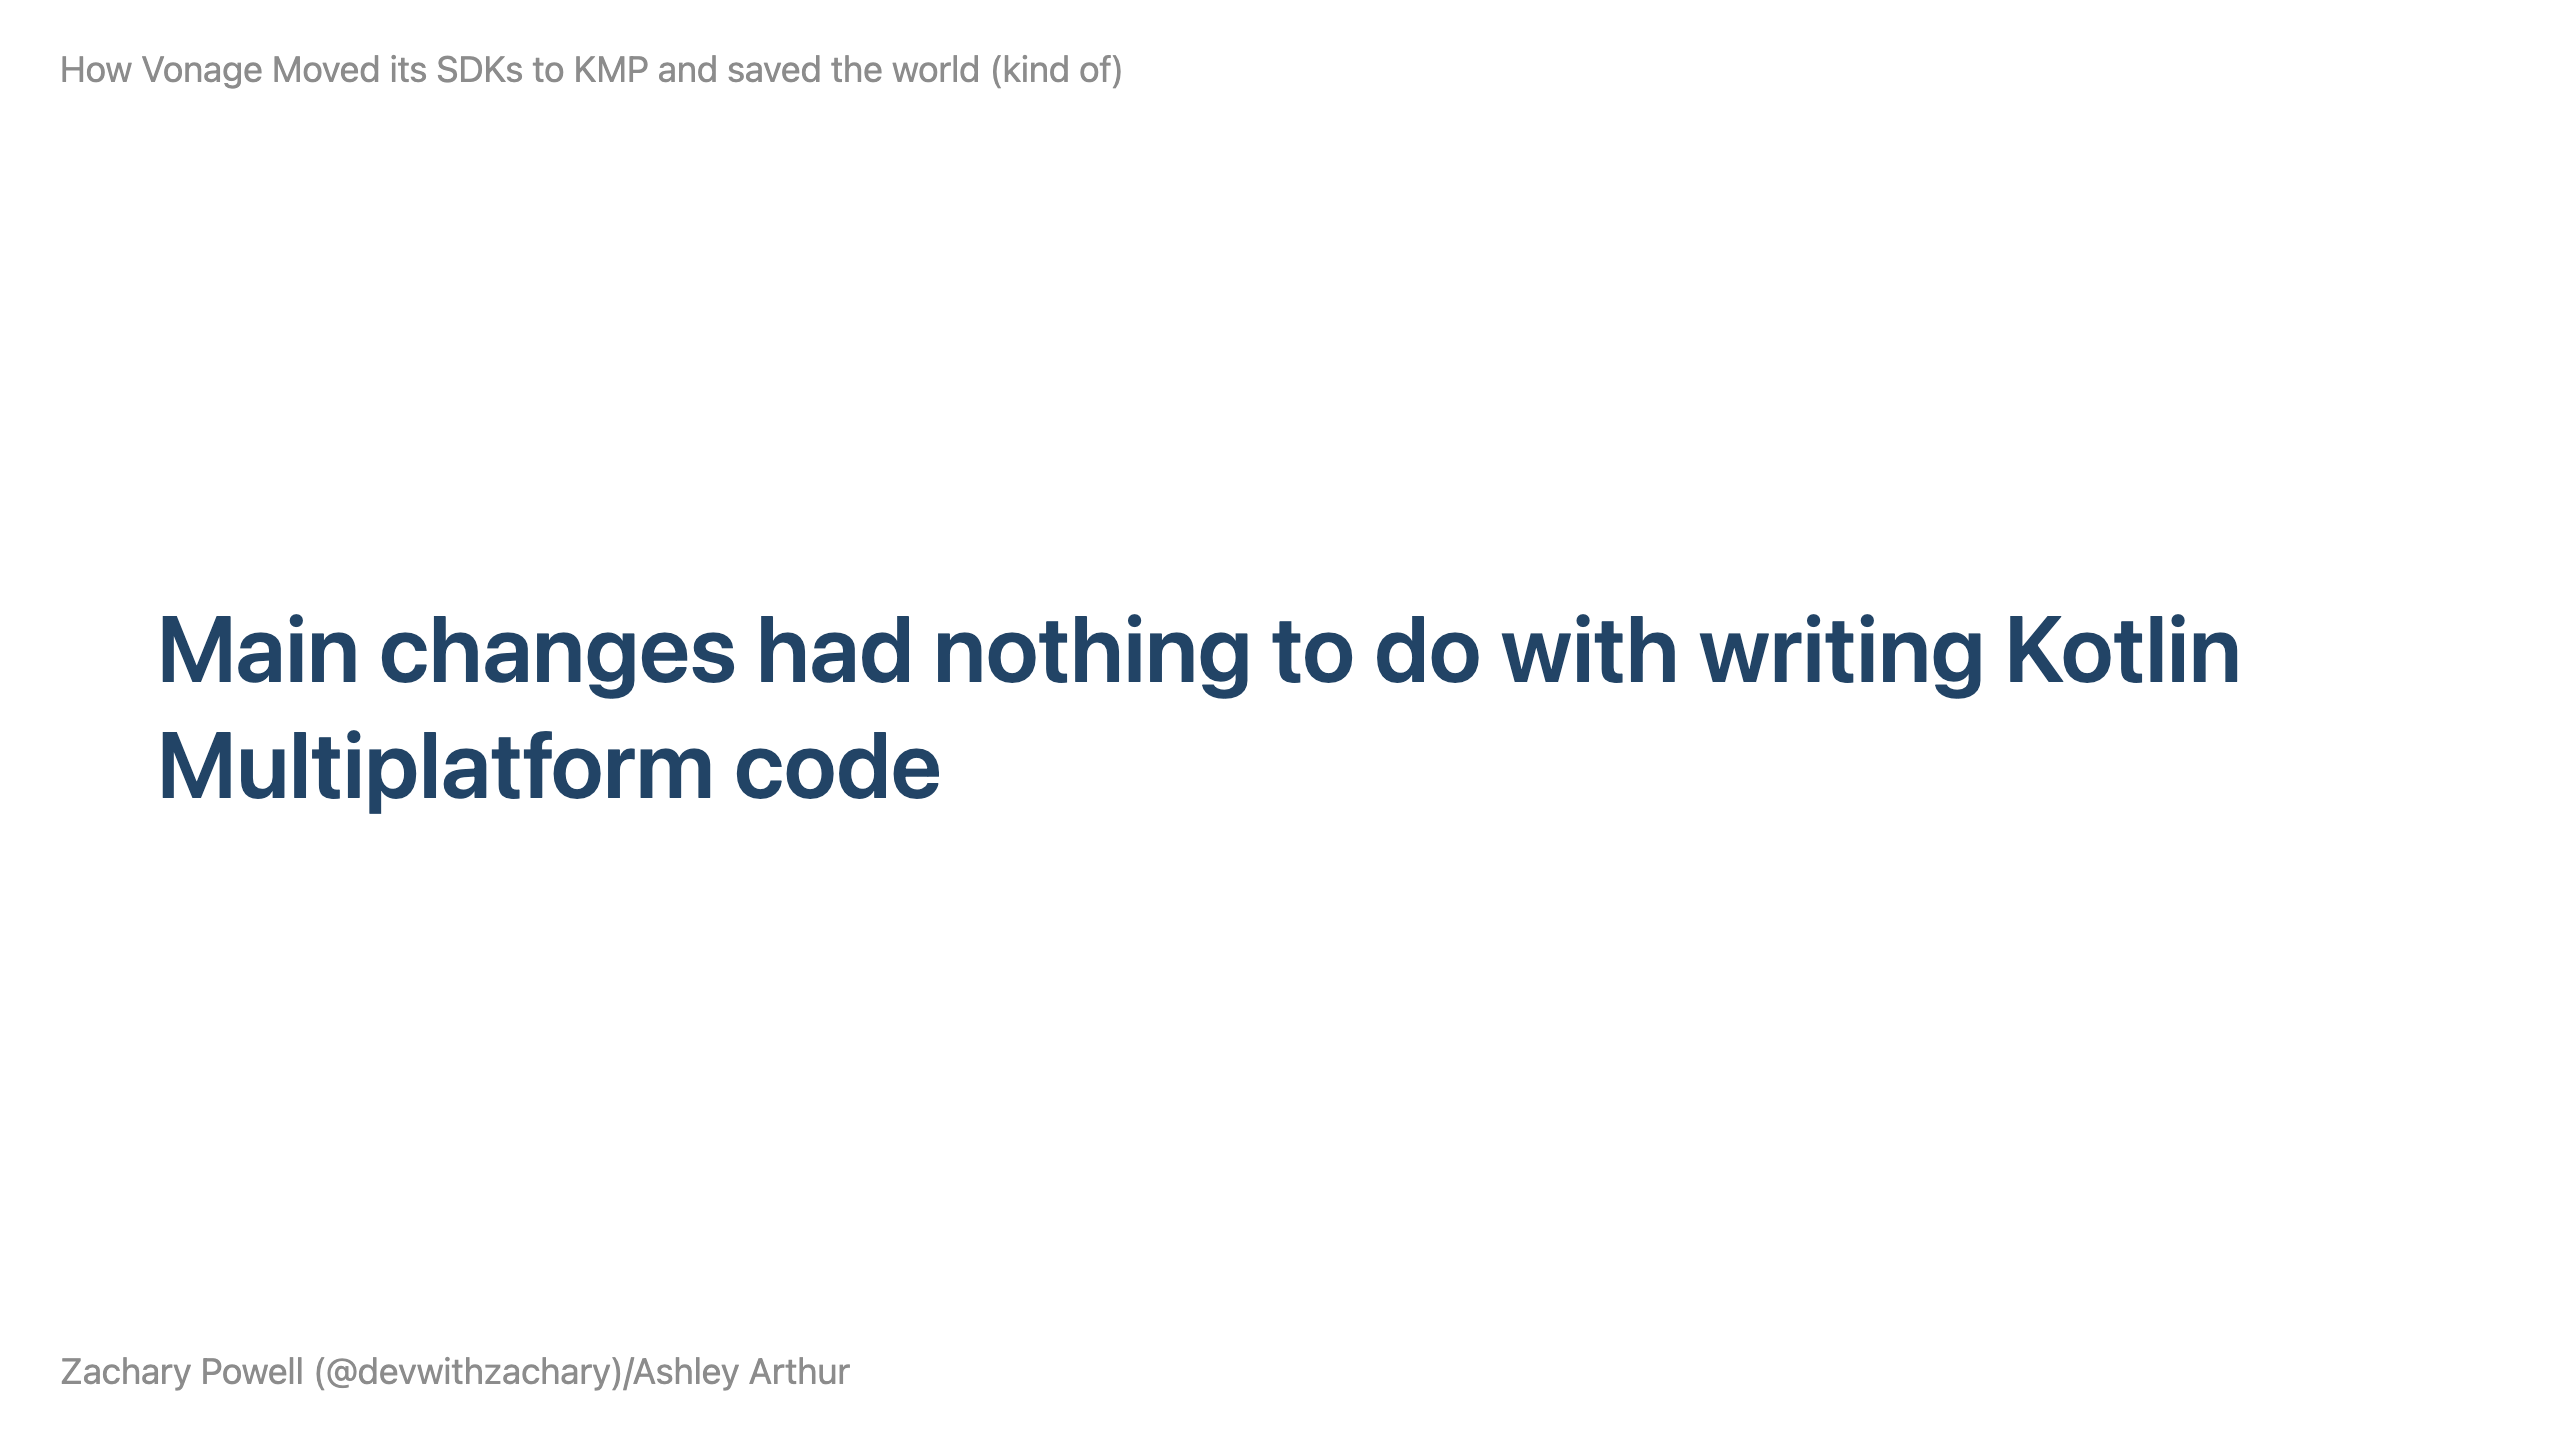 How Vonage Moved its SDKs to KMP and saved the world (kind of)
Main changes had nothing to do with writing Kotlin
Multiplatform code
Zachary Powell (@devwithzachary)/Ashley Arthur